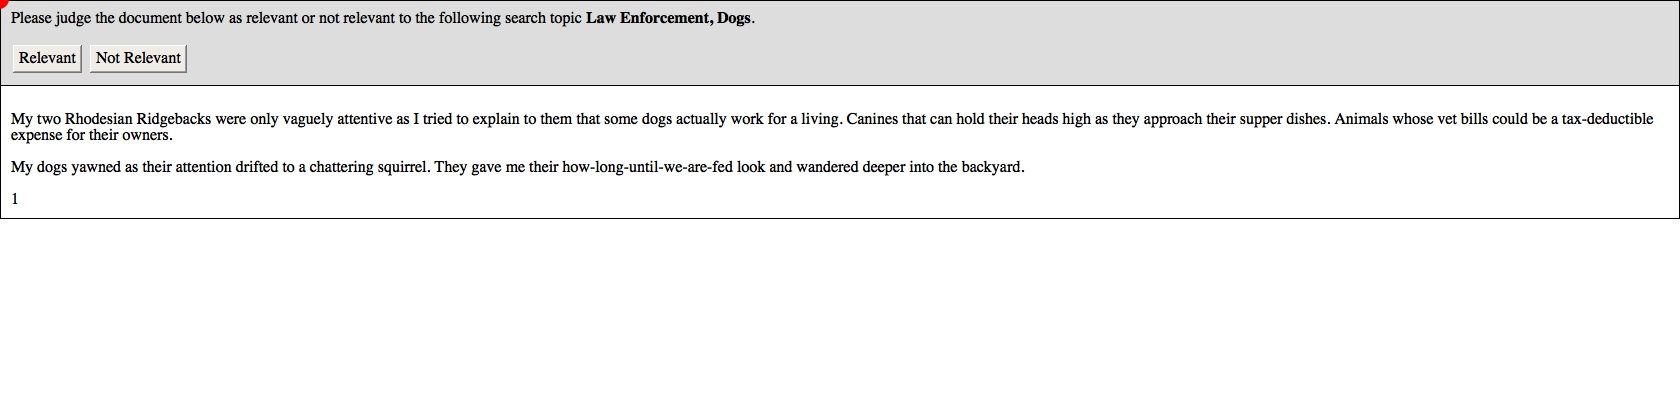 Please judge the document below as relevant or not relevant to the following search topic Law Enforcement, Dogs.
Relevant Not Relevant
My two Rhodesian Ridgebacks were only vaguely attentive as I tried to explain to them that some dogs actually work for a living. Canines that can hold their heads high as they approach their supper dishes. Animals whose vet bills could be a tax-deductible
expense for their owners.
My dogs yawned as their attention drifted to a chattering squirrel. They gave me their how-long-until-we-are-fed look and wandered deeper into the backyard.
1